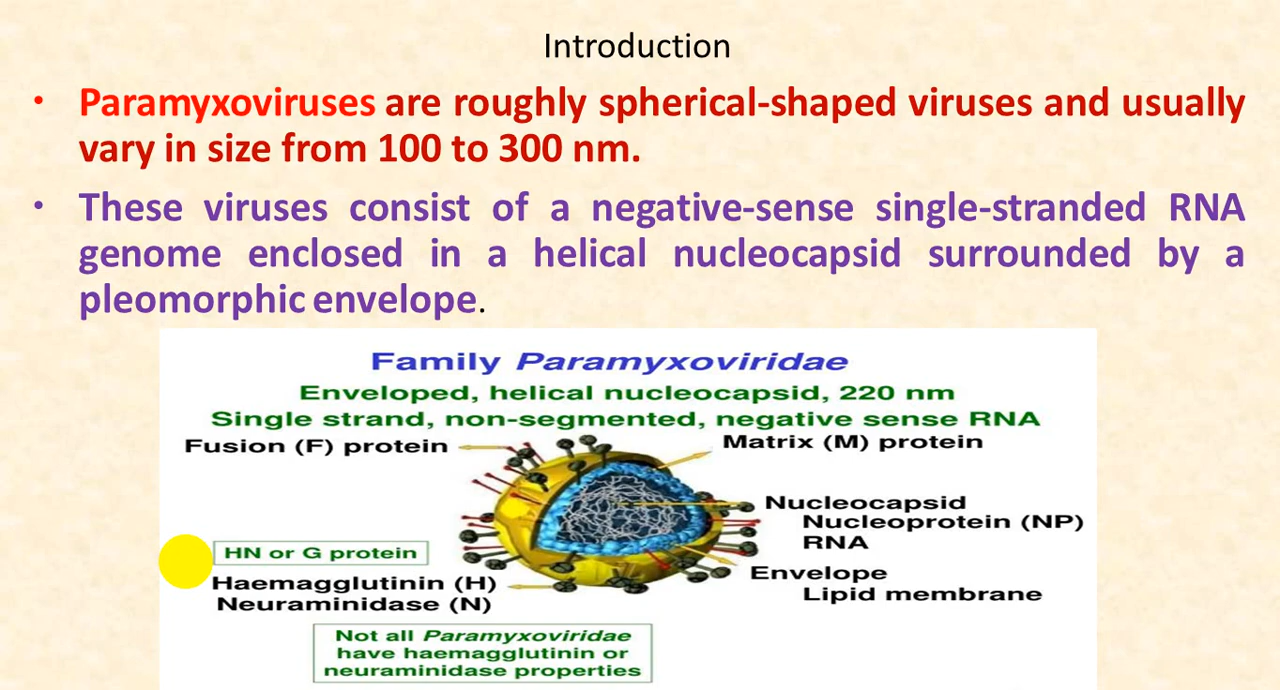 Introduction
• Paramyxoviruses are roughly spherical-shaped viruses and usually
vary in size from 100 to 300 nm.
• These viruses consist of a negative-sense single-stranded RNA
genome enclosed in a helical nucleocapsid surrounded by a
pleomorphic envelope.
Family Paramyxoviridae
Enveloped, helical nucleocapsid, 220 nm
Single strand, non-segmented, negative sense RNA
Fusion (F) protein
Matrix (M) protein
Nucleocapsid
Nucleoprotein (NP)
RNA
HN or G protein
Haemagglutinin (H)
Neuraminidase (N)
Envelope
Lipid membrane
Not all Paramyxoviridae
have haemagglutinin or
neuraminidase properties